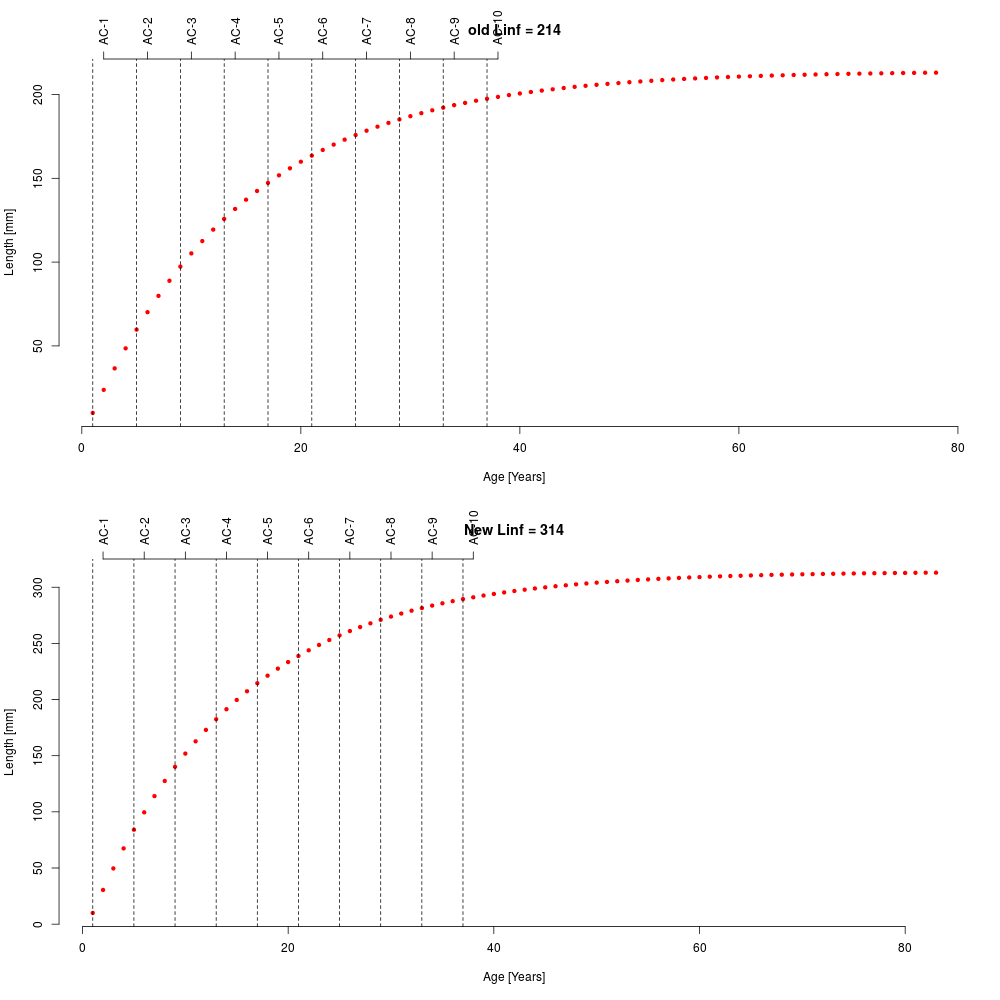 AC-1 AC-2 AC-3 AC-4 AC-5 AC-6 AC-7 AC-8 AC-9 AC-10
old Linf = 214
200
150
100
50
Length [mm]
0 20 40 60 80
Age [Years]
AC-1 AC-2 AC-3 AC-4 AC-5 AC-6 AC-7 AC-8 AC-9 AC-10
New Linf = 314
300
250
200
150
100
50
0
Length [mm]
0 20 40 60 80
Age [Years]